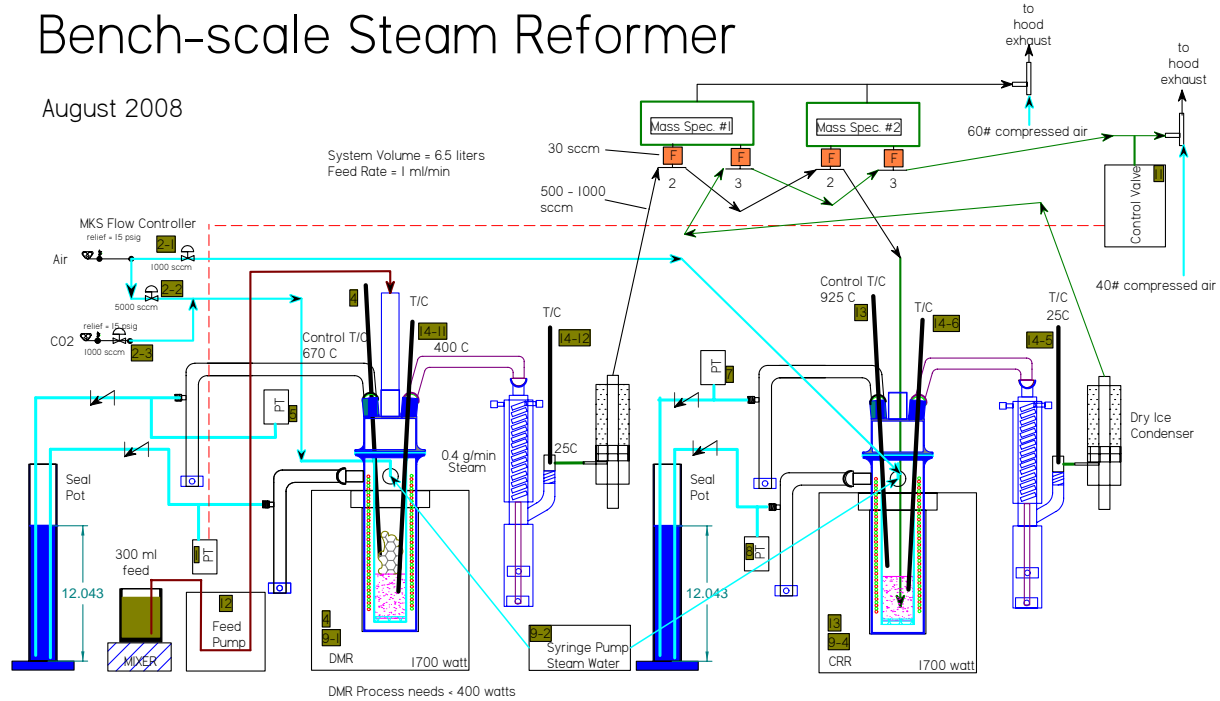 Bench-scale Steam Reformer
August 2008
System Volume = 6.5 liters
Feed Rate = 1 ml/min
to
hood
exhaust
to
hood
exhaust
Mass Spec. #1
Mass Spec. #2
60# compressed air
30 sccm
F
F
F
F
2
3
2
3
500 - 1000
sccm
Control Valve
11
MKS Flow Controller
relief = 15 psig
2-1
Air
1000 sccm
2-2
5000 sccm
relief = 15 psig
CO2
1000 sccm
2-3
40# compressed air
4
T/C
Control T/C
670 C
14-11
400 C
T/C
14-12
Control T/C
925 C
13
T/C
14-6
T/C
25C
14-5
PT
5
PT
7
Dry Ice
Condenser
0.4 g/min
Steam
25C
Seal
Pot
Seal
Pot
PT
1
PT
8
300 ml
feed
12.043
12.043
12
Feed
Pump
MIXER
4
9-1
DMR
1700 watt
9-2
Syringe Pump
Steam Water
13
9-4
CRR
1700 watt
DMR Process needs < 400 watts